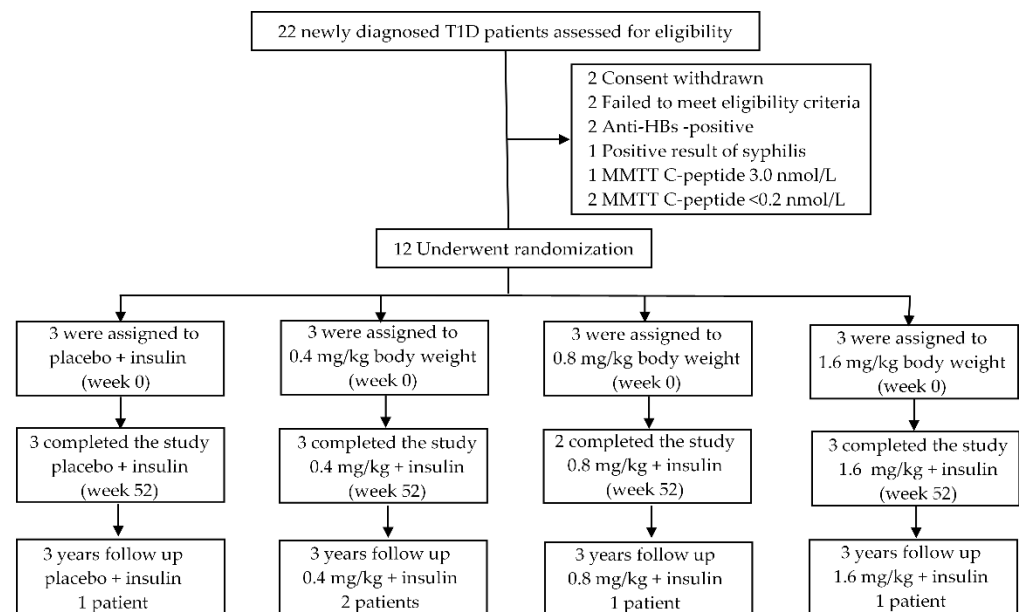 22 newly diagnosed T1D patients assessed for eligibility
2 Consent withdrawn
2 Failed to meet eligibility criteria
2 Anti-HBs -positive
1 Positive result of syphilis
1 MMTT C-peptide 3.0 nmol/L
2 MMTT C-peptide <0.2 nmol/L
12 Underwent randomization
3 were assigned to
placebo + insulin
(week 0)
3 were assigned to
0.4 mg/kg body weight
(week 0)
3 were assigned to
0.8 mg/kg body weight
(week 0)
3 were assigned to
1.6 mg/kg body weight
(week 0)
3 completed the study
placebo + insulin
(week 52)
3 completed the study
0.4 mg/kg + insulin
(week 52)
2 completed the study
0.8 mg/kg + insulin
(week 52)
3 completed the study
1.6 mg/kg + insulin
(week 52)
3 years follow up
placebo + insulin
1 patient
3 years follow up
0.4 mg/kg + insulin
2 patients
3 years follow up
0.8 mg/kg + insulin
1 patient
3 years follow up
1.6 mg/kg + insulin
1 patient